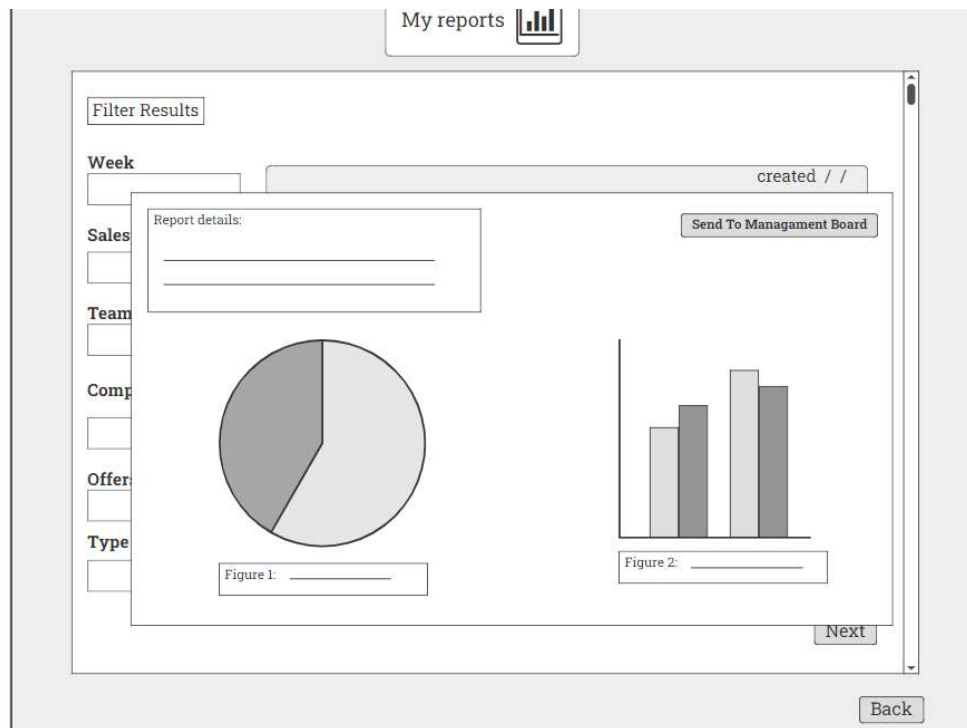 My reports
Filter Results
Week
created / /
Report details:
Send To Managament Board
Sales
Team
Comp
Offers
Type
Figure 1:
Figure 2:
Next
Back